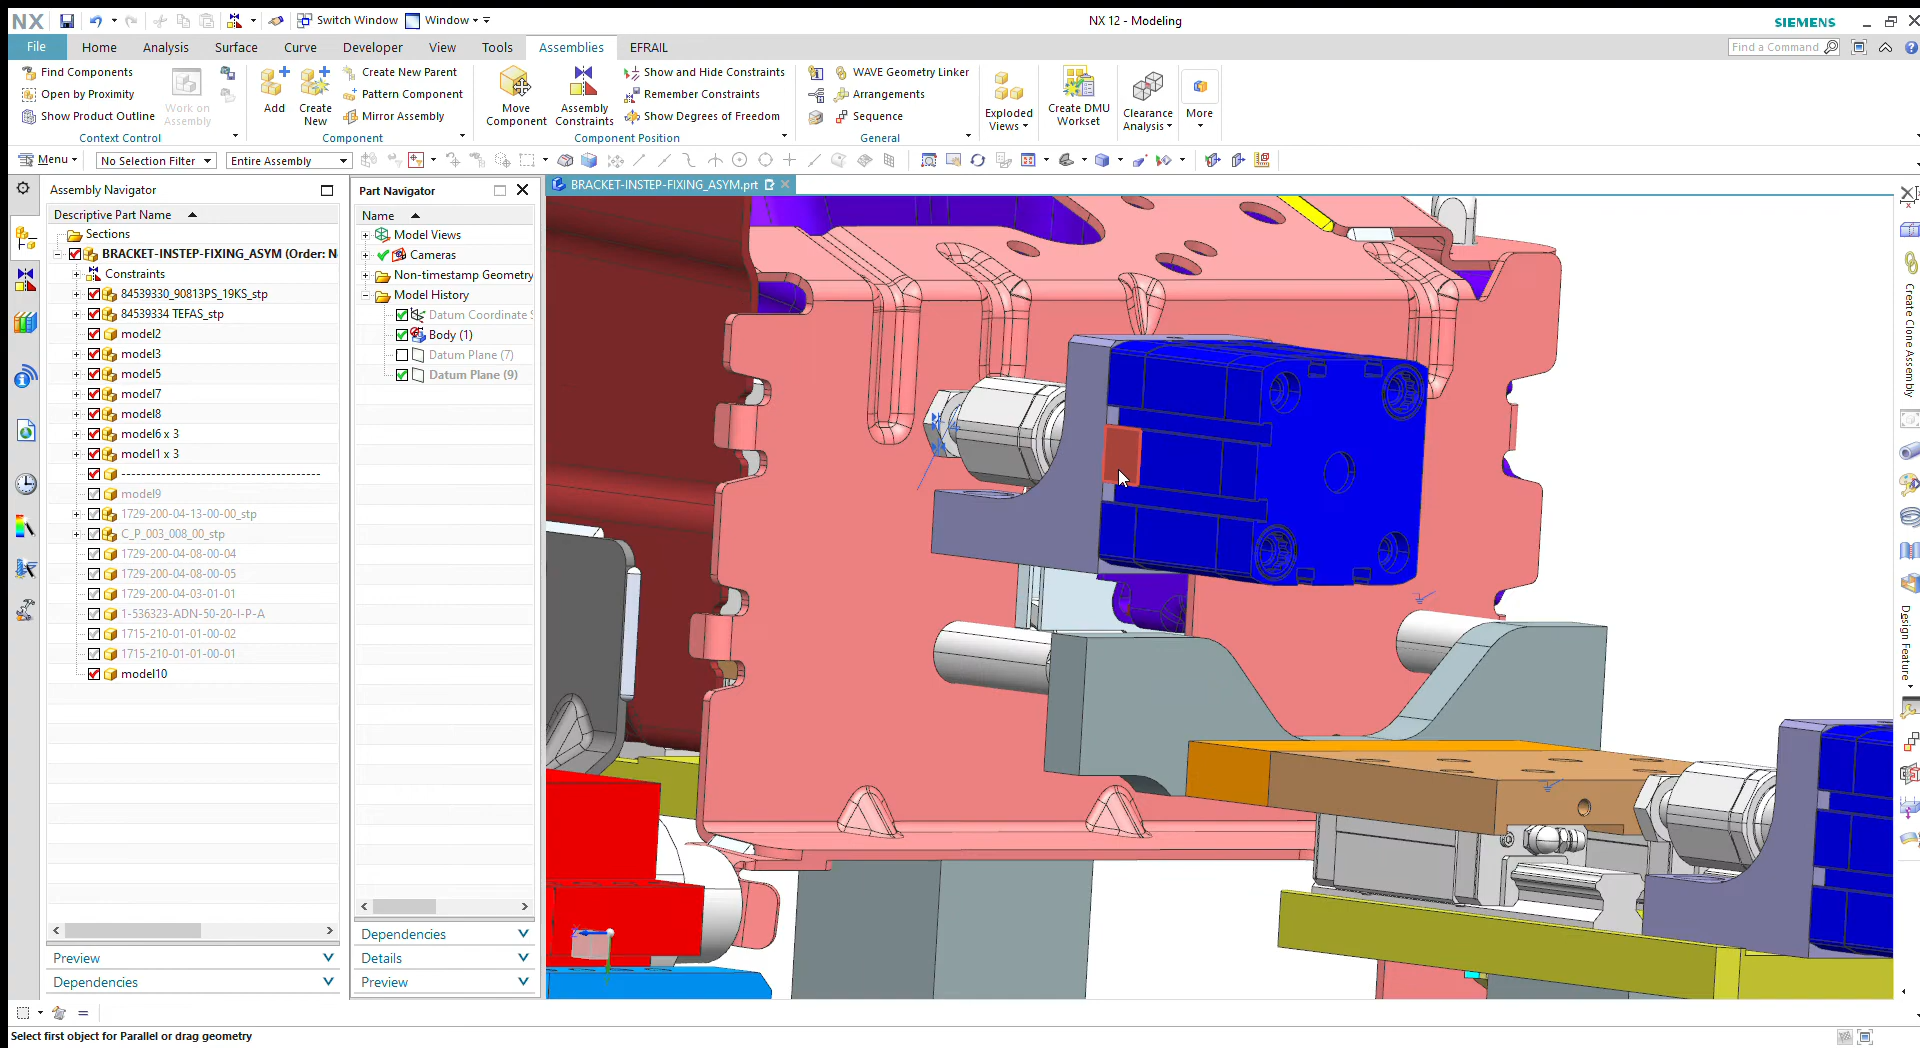 NX
Switch Window
Window
NX 12 - Modeling
SIEMENS
File
Home
Analysis
Surface
Curve
Developer
View
Tools
Assemblies
EFRAIL
Find a Command
Find Components
Open by Proximity
Show Product Outline
Work on Assembly
Context Control
Add
Create New
Create New Parent
Pattern Component
Mirror Assembly
Component
Move Component
Assembly Constraints
Show and Hide Constraints
Remember Constraints
Show Degrees of Freedom
Component Position
WAVE Geometry Linker
Arrangements
Sequence
General
Exploded Views
Create DMU Workset
Clearance Analysis
More
Menu
No Selection Filter
Entire Assembly
Assembly Navigator
Descriptive Part Name
Sections
BRACKET-INSTEP-FIXING_ASYM (Order: N
Constraints
84539330_90813PS_19KS_stp
84539334 TEFAS_stp
model2
model3
model5
model7
model8
model6 x 3
model1 x 3
----------------------------------------
model9
1729-200-04-13-00-00_stp
C_P_003_008_00_stp
1729-200-04-08-00-04
1729-200-04-08-00-05
1729-200-04-03-01-01
1-536323-ADN-50-20-I-P-A
1715-210-01-01-00-02
1715-210-01-01-00-01
model10
Preview
Dependencies
Part Navigator
Name
Model Views
Cameras
Non-timestamp Geometry
Model History
Datum Coordinate S
Body (1)
Datum Plane (7)
Datum Plane (9)
Dependencies
Details
Preview
BRACKET-INSTEP-FIXING_ASYM.prt
Create Clone Assembly
Design Feature
Select first object for Parallel or drag geometry